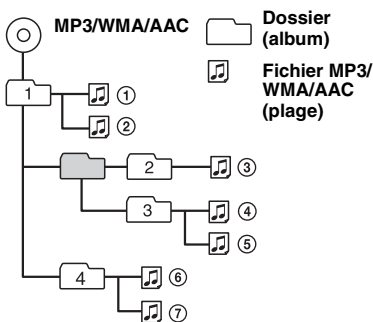 MP3/WMA/AAC
Dossier
(album)
Fichier MP3/
WMA/AAC
(plage)
1
①
②
2
③
3
④
⑤
4
⑥
⑦